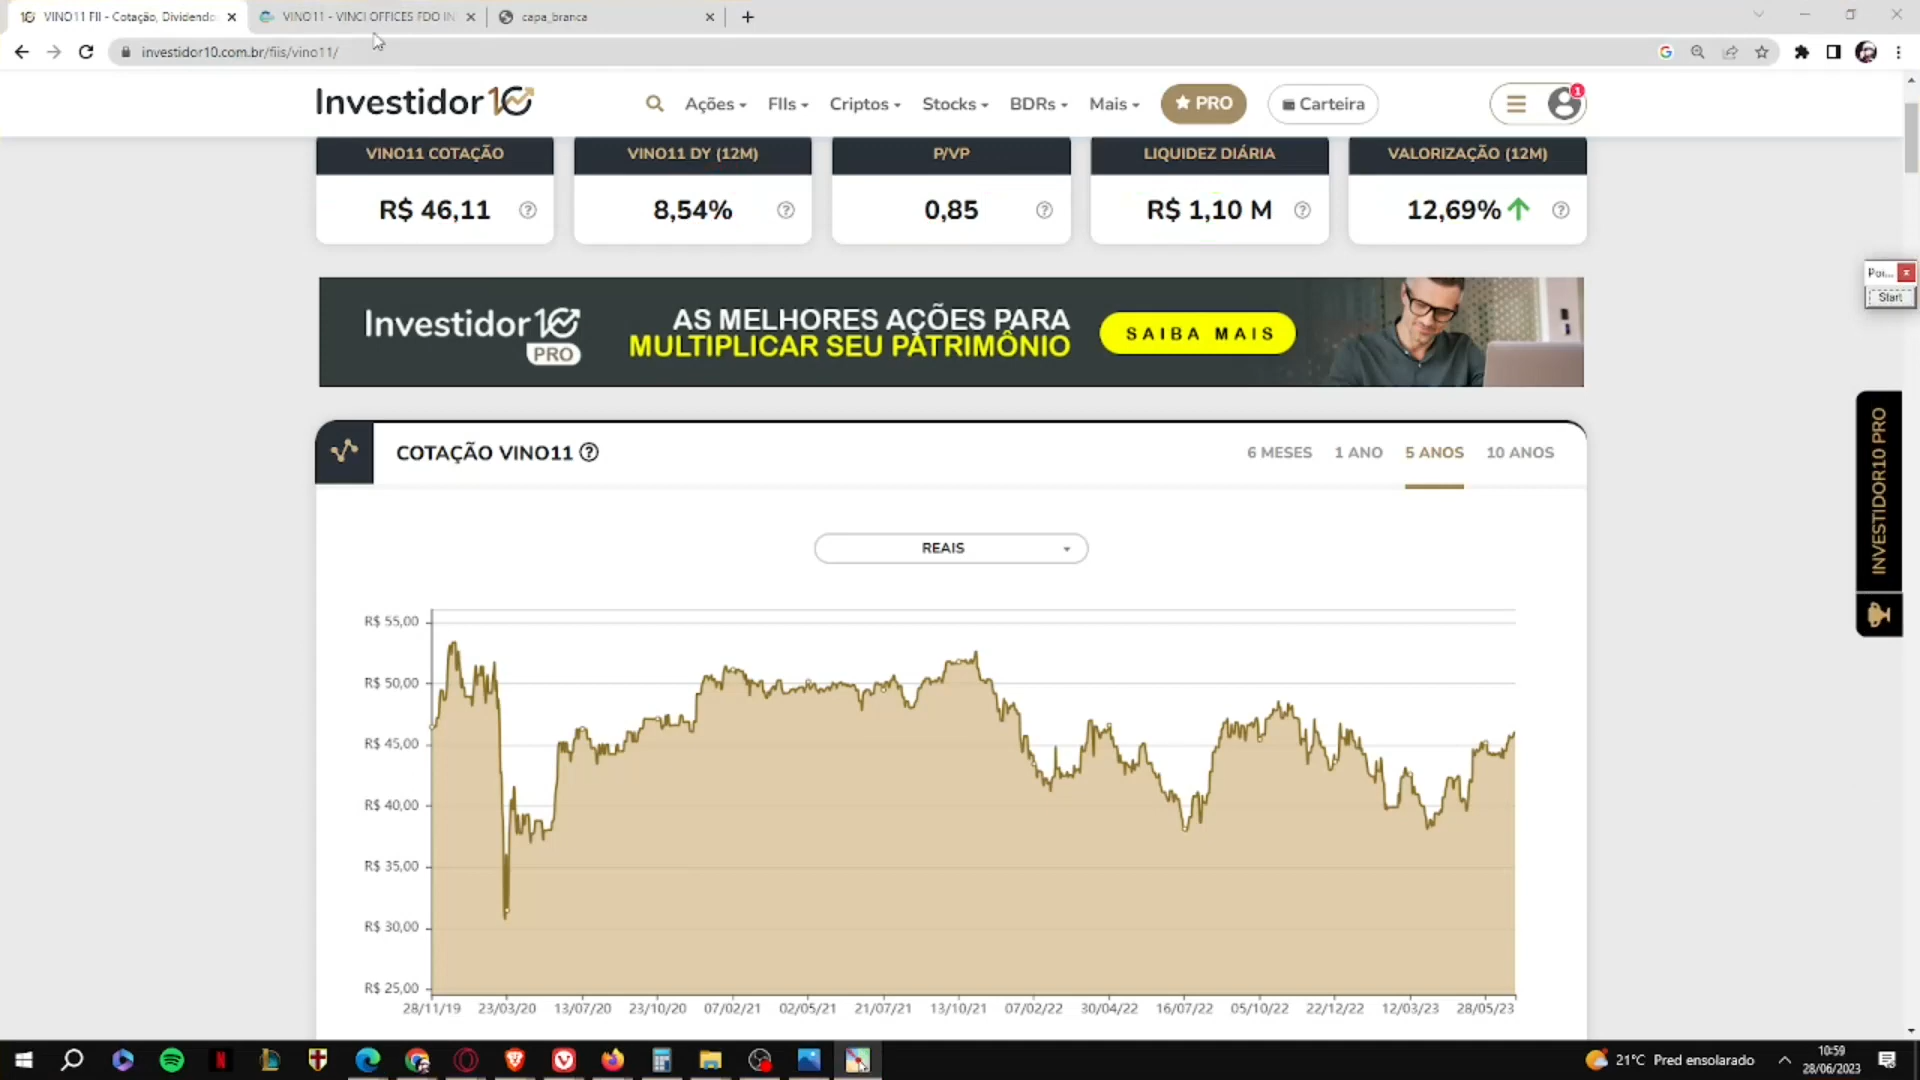 VINO11 FII - Cotação, Dividendo
VINO11 - VINCI OFFICES FDO IN
capa_branca
investidor10.com.br/fiis/vino11/
Investidor10
Ações
FIIs
Criptos
Stocks
BDRs
Mais
PRO
Carteira
1
VINO11 COTAÇÃO
VINO11 DY (12M)
P/VP
LIQUIDEZ DIÁRIA
VALORIZAÇÃO (12M)
R$ 46,11
8,54%
0,85
R$ 1,10 M
12,69%
Poi...
Start
Investidor10
PRO
AS MELHORES AÇÕES PARA
MULTIPLICAR SEU PATRIMÔNIO
SAIBA MAIS
INVESTIDOR10 PRO
COTAÇÃO VINO11
6 MESES
1 ANO
5 ANOS
10 ANOS
REAIS
R$ 55,00
R$ 50,00
R$ 45,00
R$ 40,00
R$ 35,00
R$ 30,00
R$ 25,00
28/11/19
23/03/20
13/07/20
23/10/20
07/02/21
02/05/21
21/07/21
13/10/21
07/02/22
30/04/22
16/07/22
05/10/22
22/12/22
12/03/23
28/05/23
21°C Pred ensolarado
10:59
28/06/2023